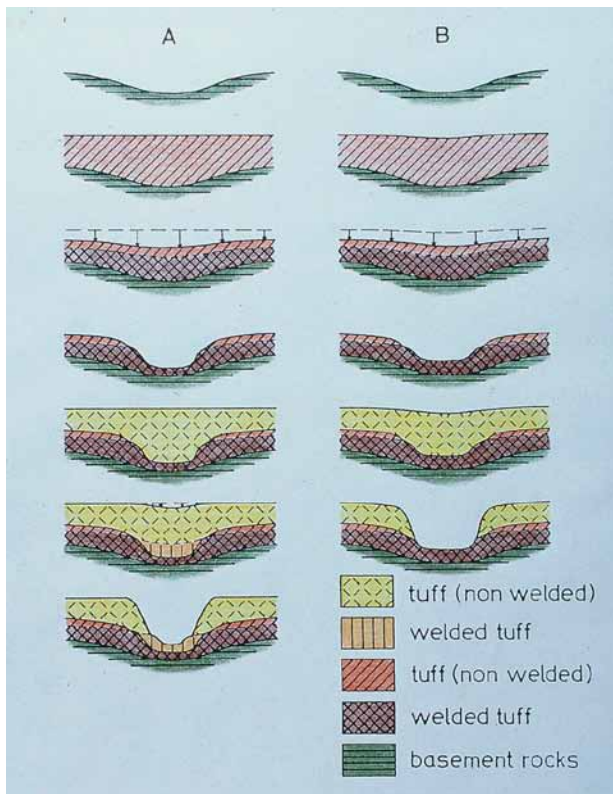 A
B
tuff (non welded)
welded tuff
tuff (non welded)
welded tuff
basement rocks